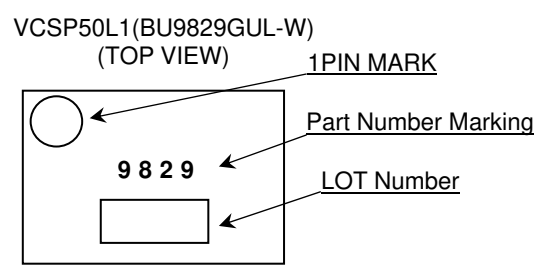 VCSP50L1(BU9829GUL-W)
(TOP VIEW)
1PIN MARK
Part Number Marking
9829
LOT Number